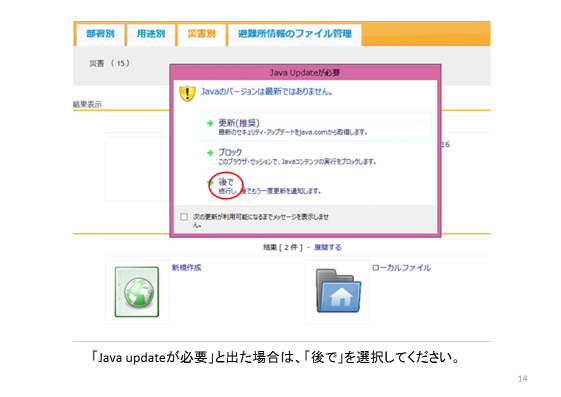 部署別 用途別 災害別 避難所情報のファイル管理
災害 （ 15 ）
Java Updateが必要
Javaのバージョンは最新ではありません。
結果表示
更新(推奨)
最新のセキュリティ・アップデートをjava.comから取得します。
16
ブロック
このブラウザ・セッションで、Javaコンテンツの実行をブロックします。
後で
続行し、後でもう一度更新を通知します。
次の更新が利用可能になるまでメッセージを表示しませ
ん。
結果 [ 2 件 ] - 展開する
新規作成 ローカルファイル
「Java updateが必要」と出た場合は、「後で」を選択してください。
14